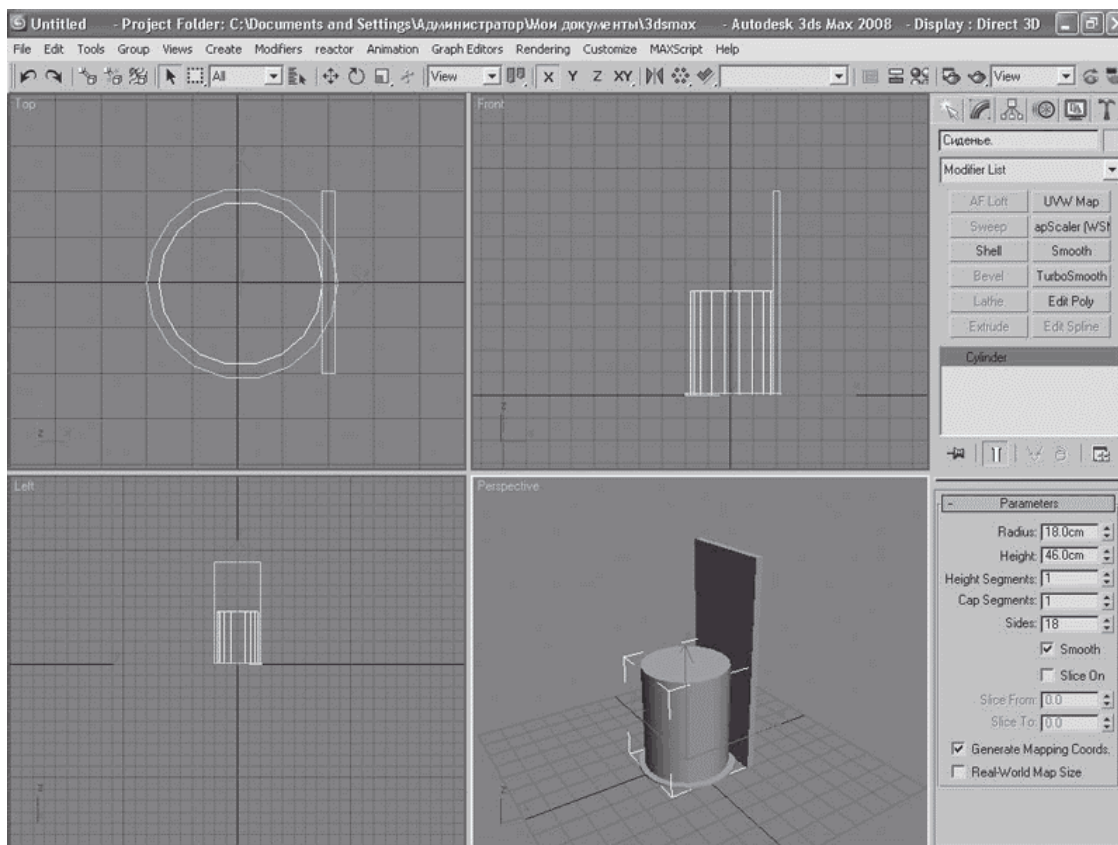 Untitled - Project Folder: C:\Documents and Settings\Администратор\Мои документы\3dsmax - Autodesk 3ds Max 2008 - Display : Direct 3D
File Edit Tools Group Views Create Modifiers reactor Animation Graph Editors Rendering Customize MAXScript Help
All View X Y Z XY View
Top Front
Сиденье.
Modifier List
AF Loft UVW Map
Sweep apScaler (WSM
Shell Smooth
Bevel TurboSmooth
Lathe Edit Poly
Extrude Edit Spline
Cylinder
Left Perspective
- Parameters
Radius: 18.0cm
Height: 46.0cm
Height Segments: 1
Cap Segments: 1
Sides: 18
Smooth
Slice On
Slice From: 0.0
Slice To: 0.0
Generate Mapping Coords.
Real-World Map Size